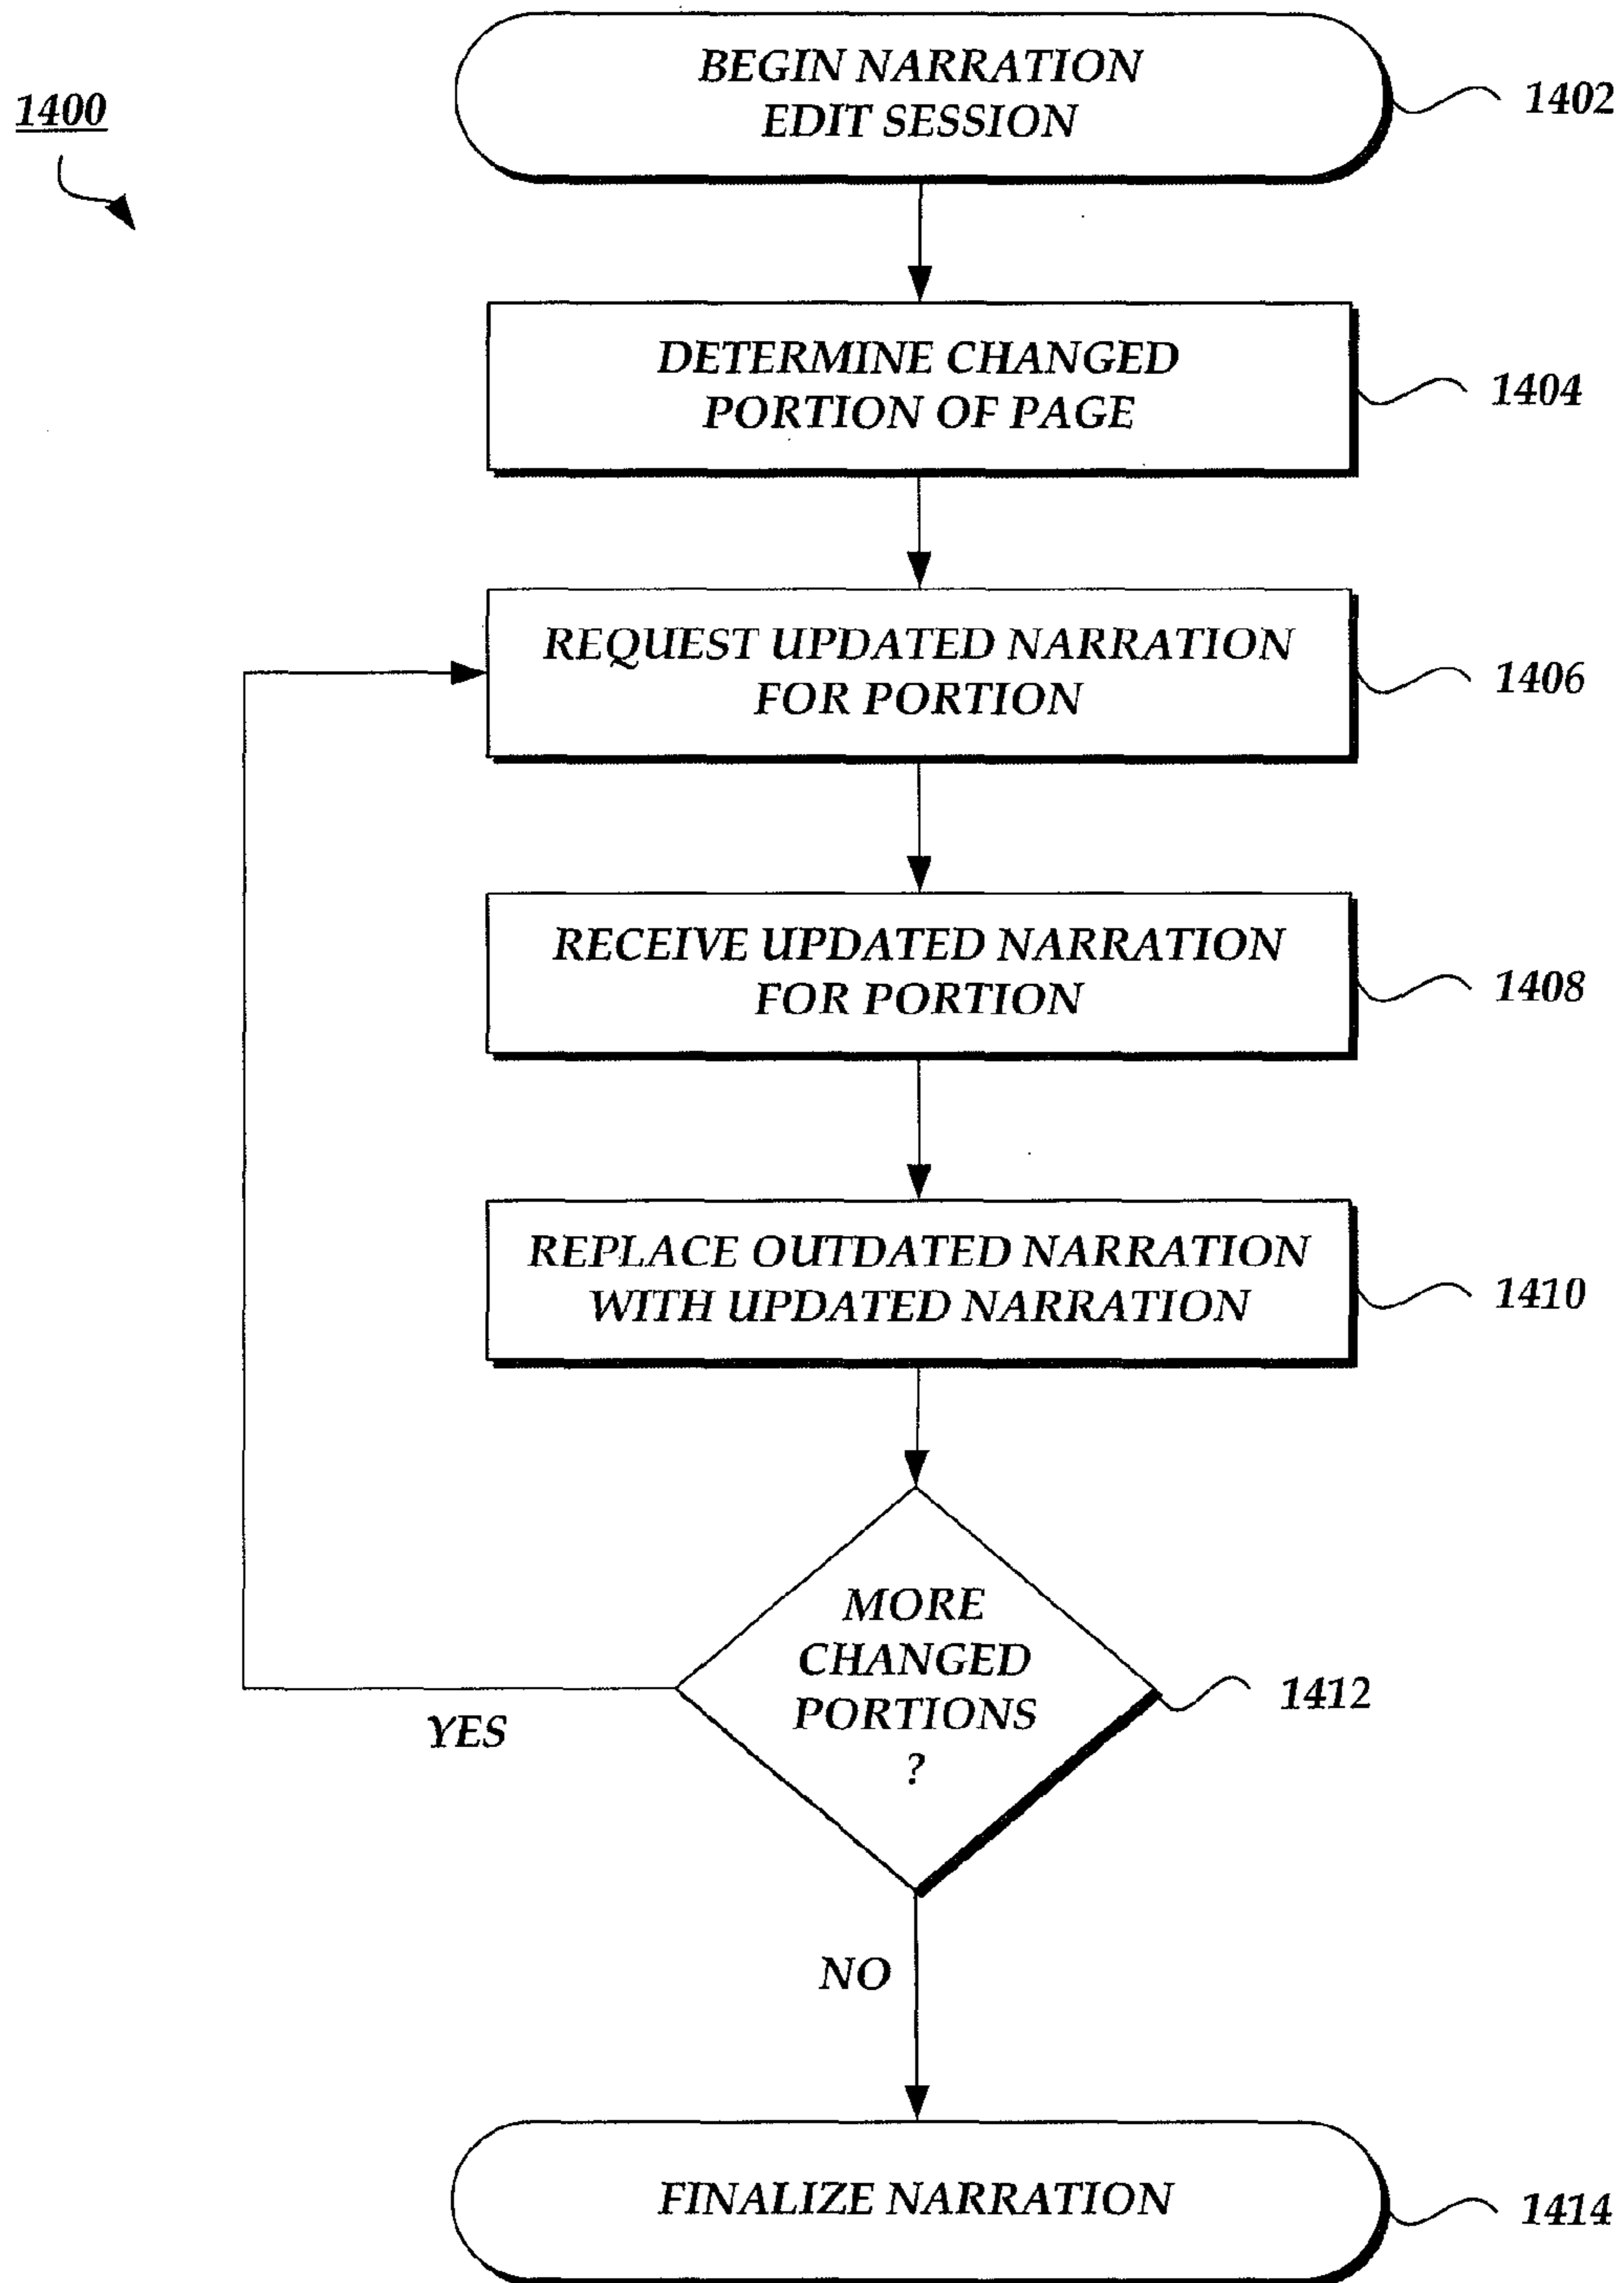 1400
BEGIN NARRATION
EDIT SESSION
1402
DETERMINE CHANGED
PORTION OF PAGE
1404
REQUEST UPDATED NARRATION
FOR PORTION
1406
RECEIVE UPDATED NARRATION
FOR PORTION
1408
REPLACE OUTDATED NARRATION
WITH UPDATED NARRATION
1410
MORE
CHANGED
PORTIONS
?
1412
YES
NO
FINALIZE NARRATION
1414